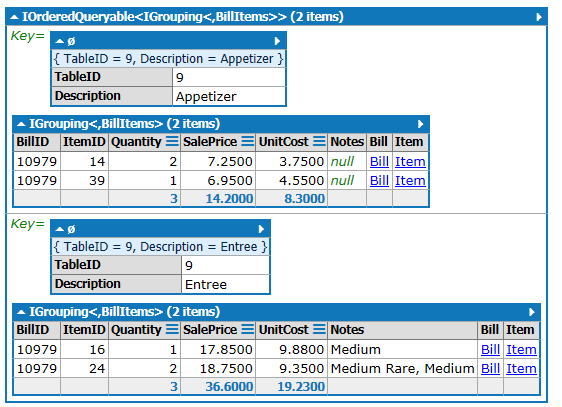 IOrderedQueryable<IGrouping<,BillItems>> (2 items)
Key= ø
{ TableID = 9, Description = Appetizer }
TableID 9
Description Appetizer
IGrouping<,BillItems> (2 items)
BillID ItemID Quantity SalePrice UnitCost Notes Bill Item
10979 14 2 7.2500 3.7500 null Bill Item
10979 39 1 6.9500 4.5500 null Bill Item
3 14.2000 8.3000
Key= ø
{ TableID = 9, Description = Entree }
TableID 9
Description Entree
IGrouping<,BillItems> (2 items)
BillID ItemID Quantity SalePrice UnitCost Notes Bill Item
10979 16 1 17.8500 9.8800 Medium Bill Item
10979 24 2 18.7500 9.3500 Medium Rare, Medium Bill Item
3 36.6000 19.2300